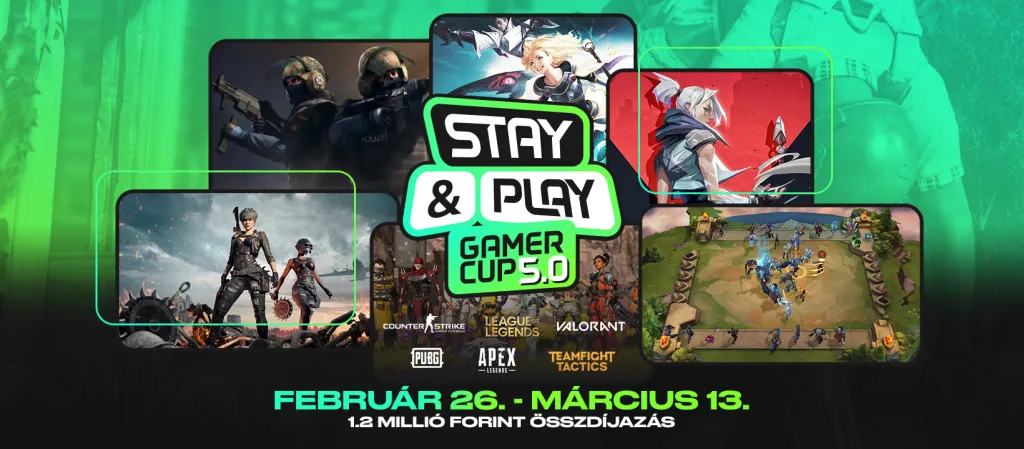 STAY
& PLAY
GAMER
CUP 5.0
COUNTER STRIKE
LEAGUE OF
LEGENDS
VALORANT
PUBG
APEX
LEGENDS
TEAMFIGHT
TACTICS
FEBRUÁR 26. - MÁRCIUS 13.
1.2 MILLIÓ FORINT ÖSSZDÍJAZÁS